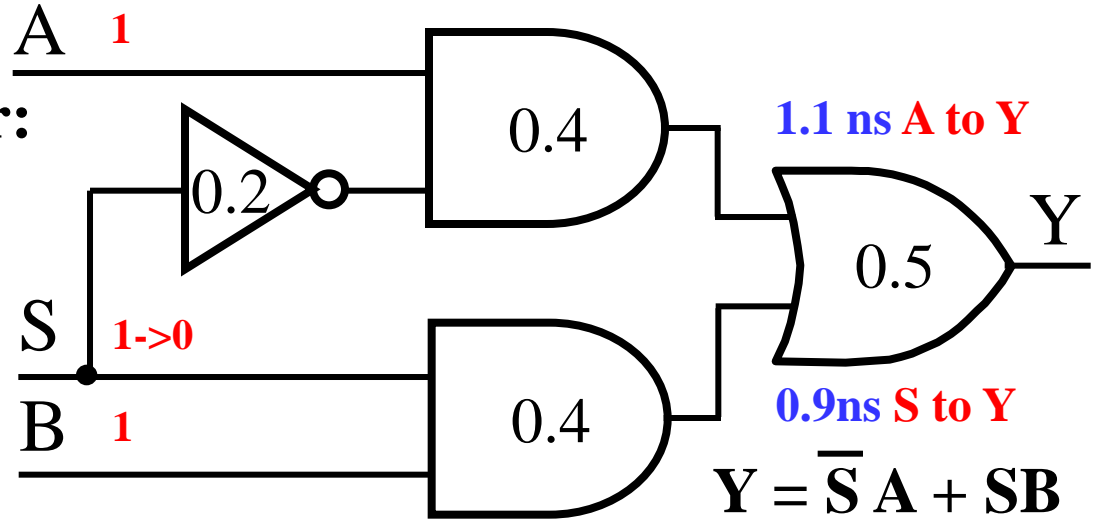 A 1
r:
0.4
1.1 ns A to Y
0.2
Y
0.5
S 1->0
B 1
0.4
0.9ns S to Y
Y = S̅ A + SB